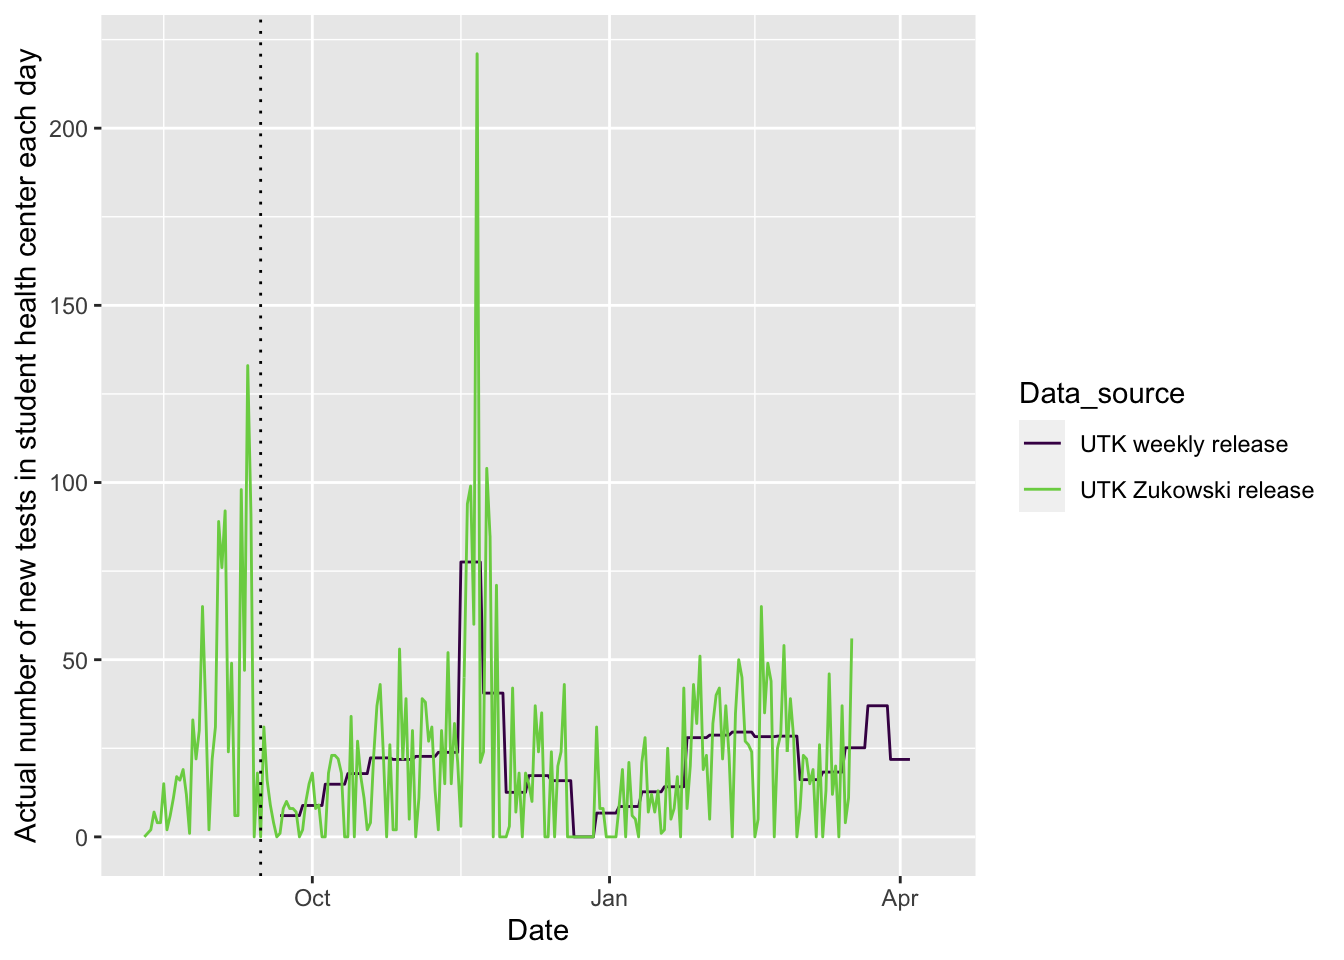 Actual number of new tests in student health center each day
200
150
100
50
0
Oct
Jan
Apr
Date
Data_source
UTK weekly release
UTK Zukowski release